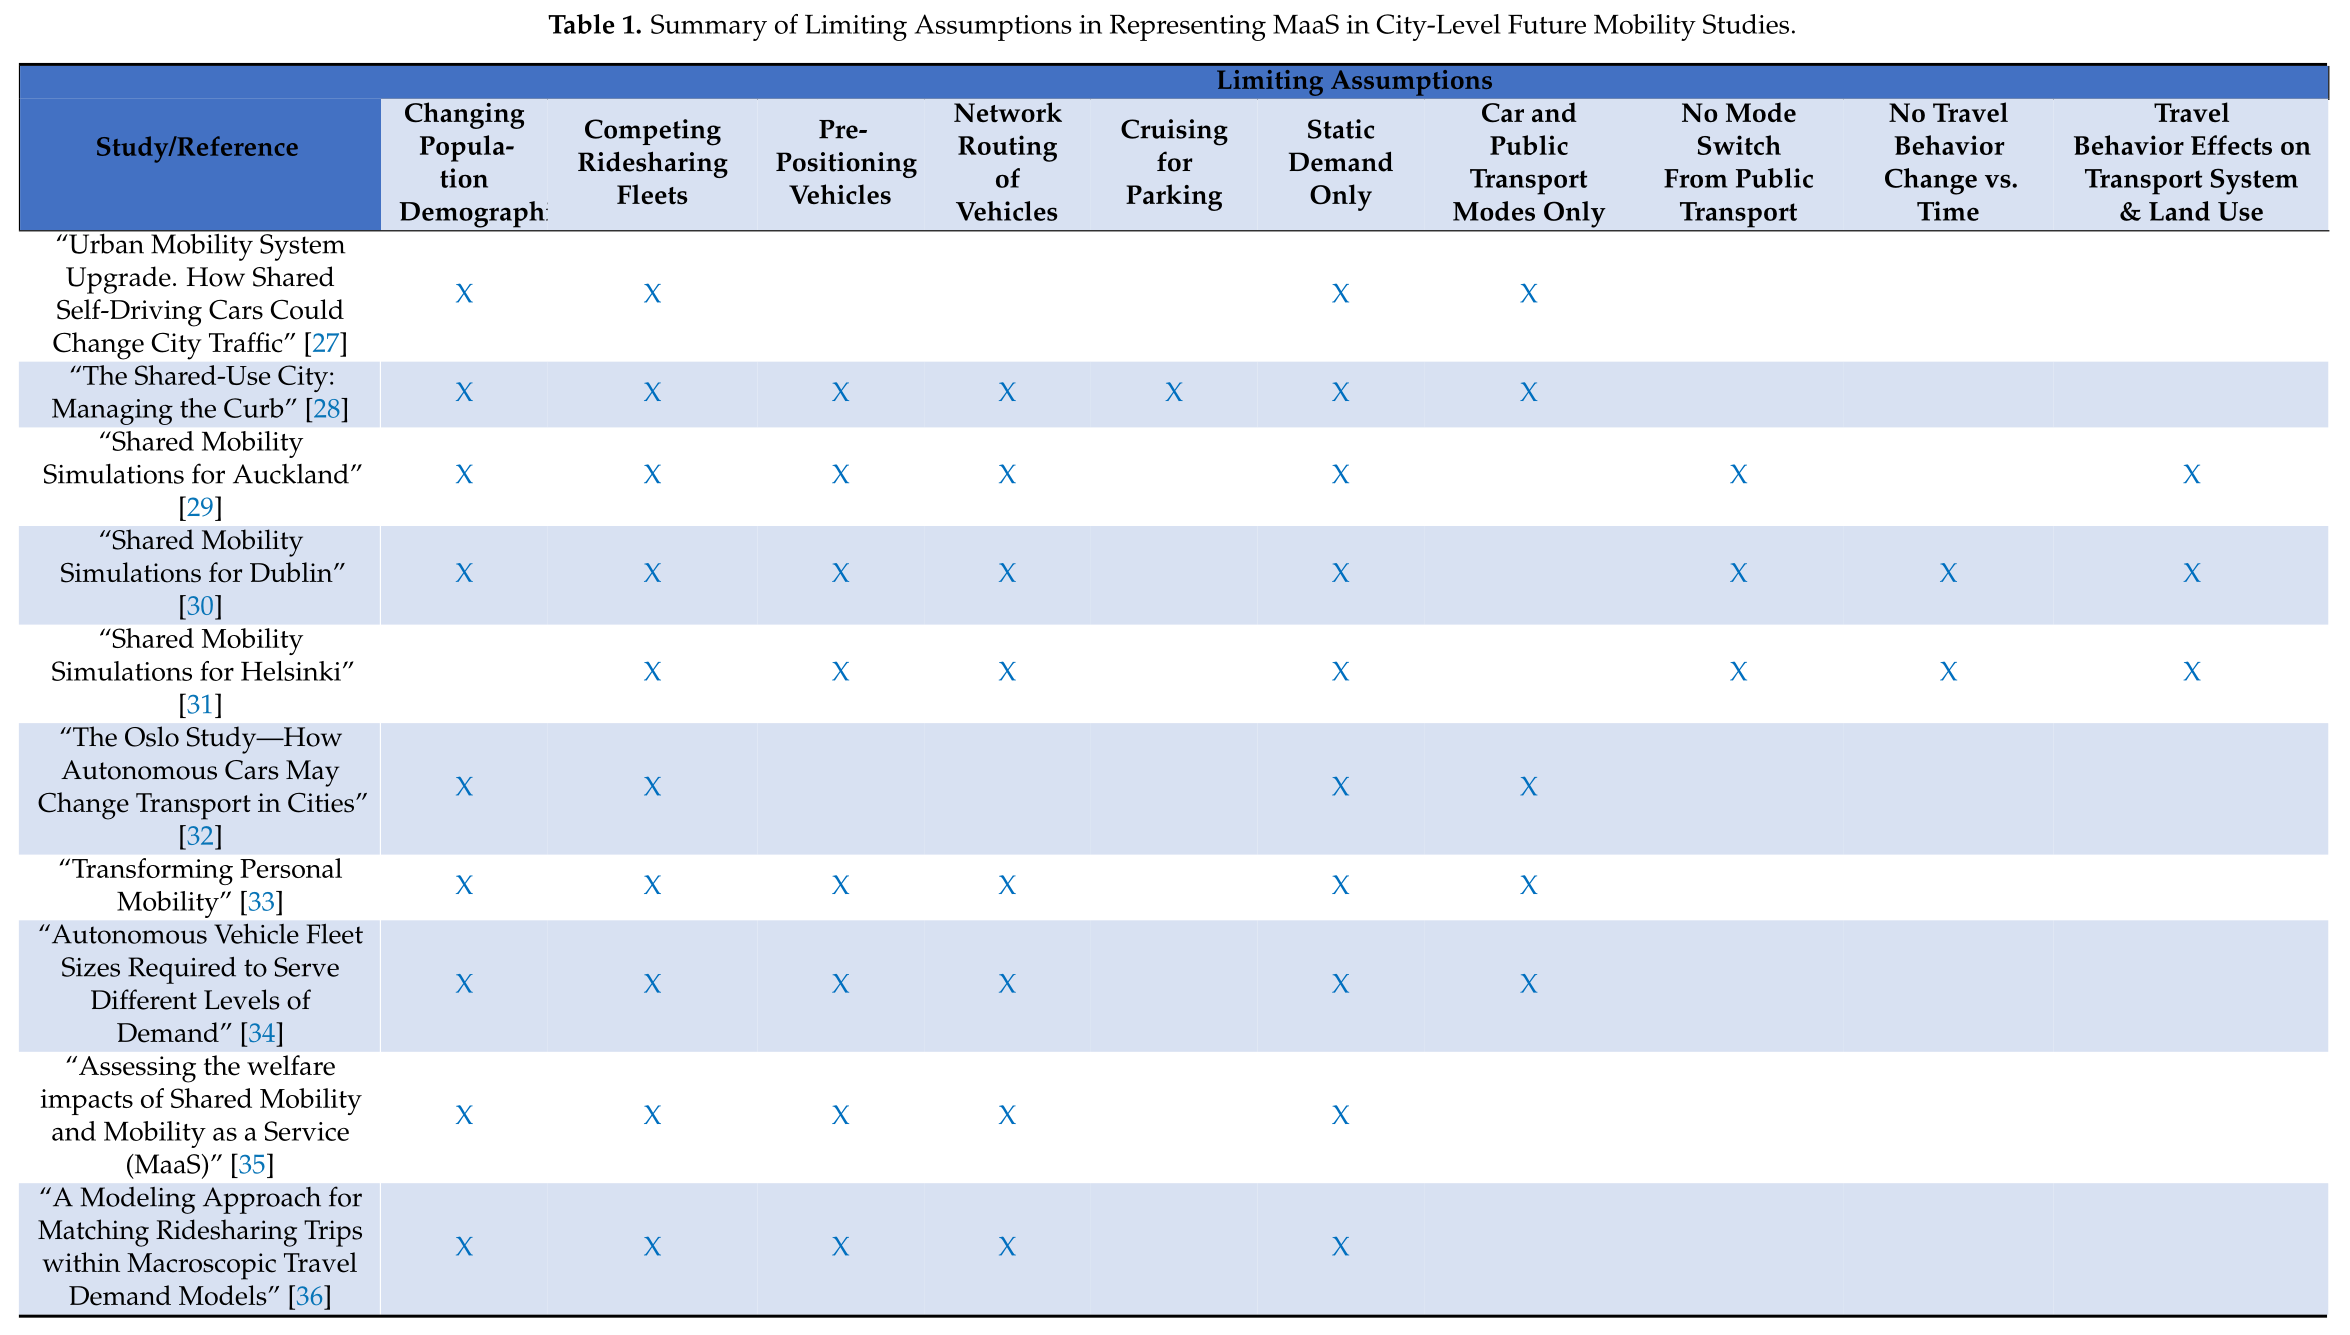 Table 1. Summary of Limiting Assumptions in Representing MaaS in City-Level Future Mobility Studies.
Limiting Assumptions
Study/Reference
Changing
Popula-
tion
Demographi
Competing
Ridesharing
Fleets
Pre-
Positioning
Vehicles
Network
Routing
of
Vehicles
Cruising
for
Parking
Static
Demand
Only
Car and
Public
Transport
Modes Only
No Mode
Switch
From Public
Transport
No Travel
Behavior
Change vs.
Time
Travel
Behavior Effects on
Transport System
& Land Use
“Urban Mobility System
Upgrade. How Shared
Self-Driving Cars Could
Change City Traffic” [27]
X X X X
“The Shared-Use City:
Managing the Curb” [28]
X X X X X X X
“Shared Mobility
Simulations for Auckland”
[29]
X X X X X X X
“Shared Mobility
Simulations for Dublin”
[30]
X X X X X X X X
“Shared Mobility
Simulations for Helsinki”
[31]
X X X X X X X
“The Oslo Study—How
Autonomous Cars May
Change Transport in Cities”
[32]
X X X X
“Transforming Personal
Mobility” [33]
X X X X X X
“Autonomous Vehicle Fleet
Sizes Required to Serve
Different Levels of
Demand” [34]
X X X X X X
“Assessing the welfare
impacts of Shared Mobility
and Mobility as a Service
(MaaS)” [35]
X X X X X
“A Modeling Approach for
Matching Ridesharing Trips
within Macroscopic Travel
Demand Models” [36]
X X X X X